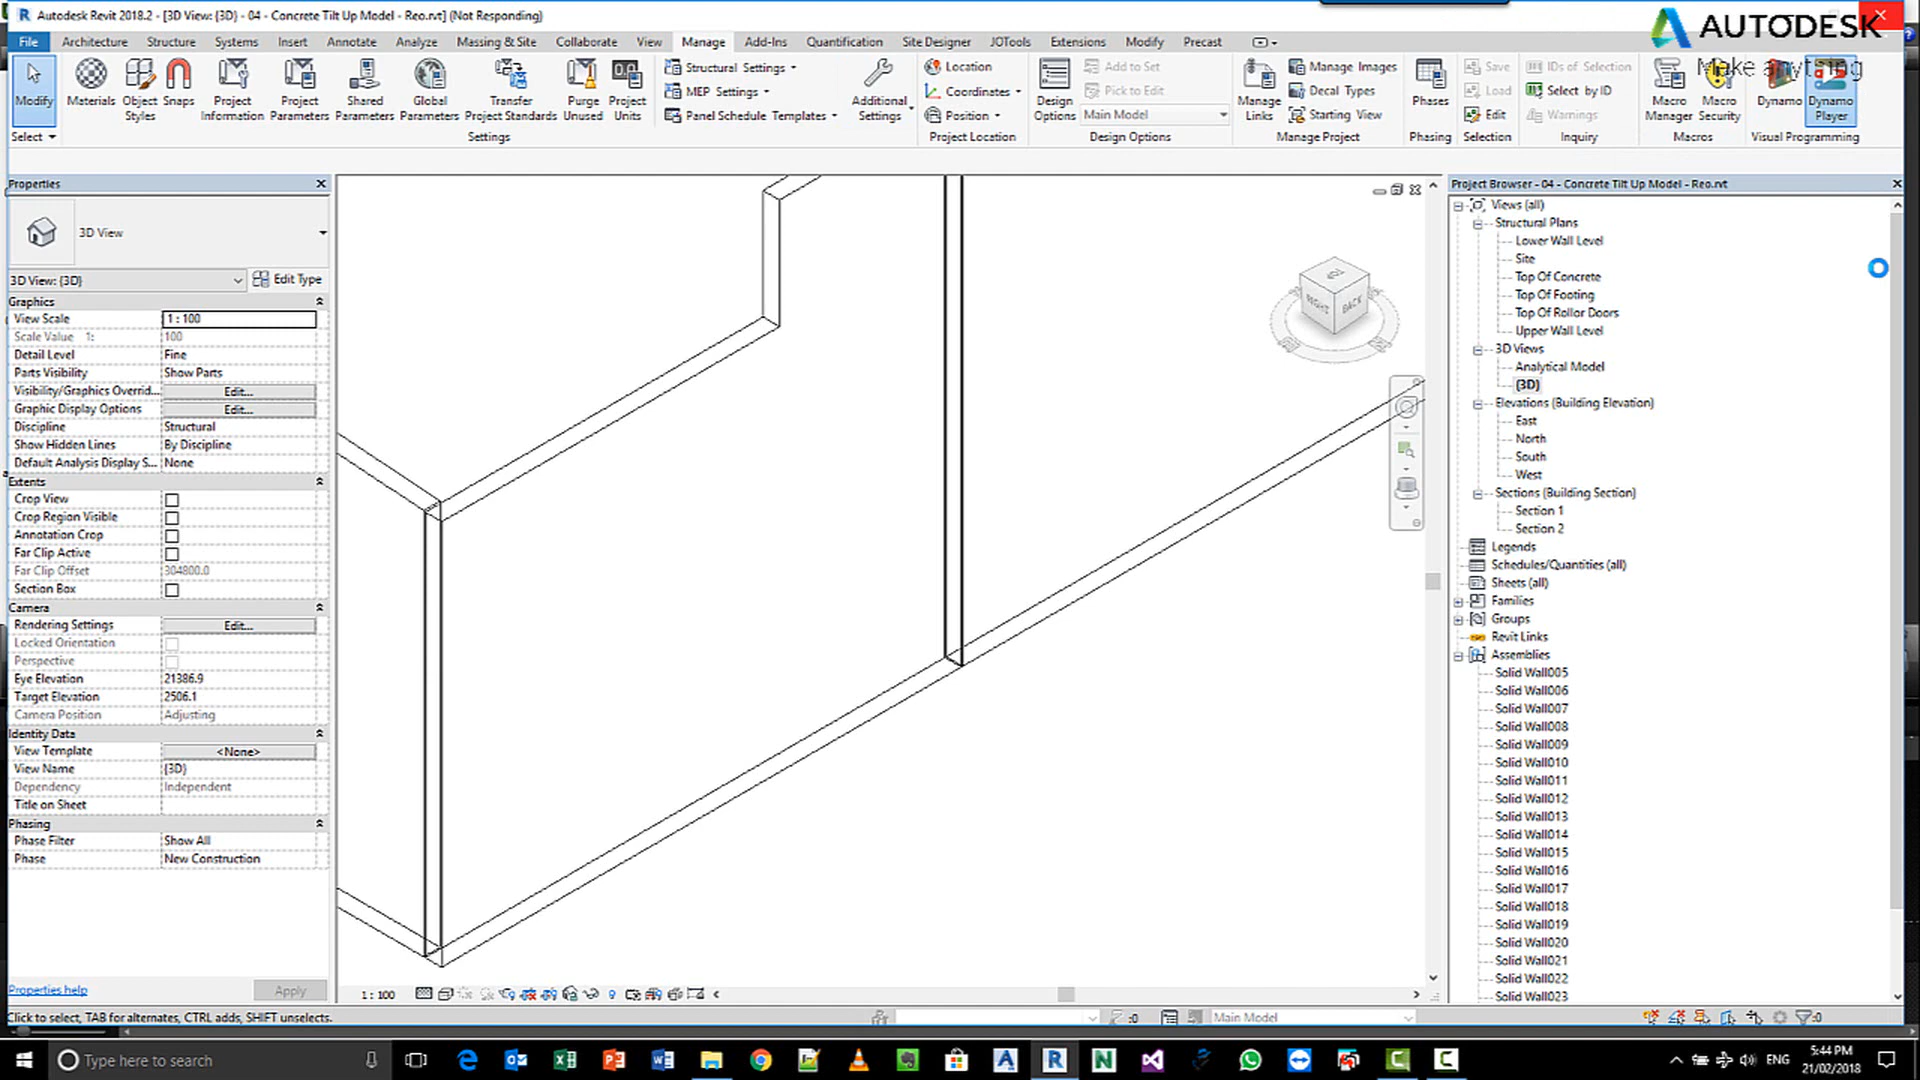 Autodesk Revit 2018.2 - [3D View: {3D} - 04 - Concrete Tilt Up Model - Reo.rvt] (Not Responding)
AUTODESK
Make anything
File Architecture Structure Systems Insert Annotate Analyze Massing & Site Collaborate View Manage Add-Ins Quantification Site Designer JOTools Extensions Modify Precast
Modify
Materials
Object Styles
Snaps
Project Information
Project Parameters
Shared Parameters
Global Parameters
Transfer Project Standards
Purge Unused
Project Units
Structural Settings
MEP Settings
Panel Schedule Templates
Additional Settings
Location
Coordinates
Position
Design Options
Add to Set
Pick to Edit
Main Model
Manage Links
Manage Images
Decal Types
Starting View
Phases
Save
Load
Edit
IDs of Selection
Select by ID
Warnings
Macro Manager
Macro Security
Dynamo
Dynamo Player
Select Settings Project Location Design Options Manage Project Phasing Selection Inquiry Macros Visual Programming
Properties
3D View
3D View: {3D} Edit Type
Graphics
View Scale 1 : 100
Scale Value 1: 100
Detail Level Fine
Parts Visibility Show Parts
Visibility/Graphics Overrid... Edit...
Graphic Display Options Edit...
Discipline Structural
Show Hidden Lines By Discipline
Default Analysis Display S... None
Extents
Crop View
Crop Region Visible
Annotation Crop
Far Clip Active
Far Clip Offset 304800.0
Section Box
Camera
Rendering Settings Edit...
Locked Orientation
Perspective
Eye Elevation 21386.9
Target Elevation 2506.1
Camera Position Adjusting
Identity Data
View Template <None>
View Name {3D}
Dependency Independent
Title on Sheet
Phasing
Phase Filter Show All
Phase New Construction
Properties help Apply
TOP
RIGHT BACK
1 : 100
Project Browser - 04 - Concrete Tilt Up Model - Reo.rvt
Views (all)
Structural Plans
Lower Wall Level
Site
Top Of Concrete
Top Of Footing
Top Of Rollor Doors
Upper Wall Level
3D Views
Analytical Model
{3D}
Elevations (Building Elevation)
East
North
South
West
Sections (Building Section)
Section 1
Section 2
Legends
Schedules/Quantities (all)
Sheets (all)
Families
Groups
Revit Links
Assemblies
Solid Wall005
Solid Wall006
Solid Wall007
Solid Wall008
Solid Wall009
Solid Wall010
Solid Wall011
Solid Wall012
Solid Wall013
Solid Wall014
Solid Wall015
Solid Wall016
Solid Wall017
Solid Wall018
Solid Wall019
Solid Wall020
Solid Wall021
Solid Wall022
Solid Wall023
Click to select, TAB for alternates, CTRL adds, SHIFT unselects. :0 Main Model :0
Type here to search
ENG
5:44 PM
21/02/2018